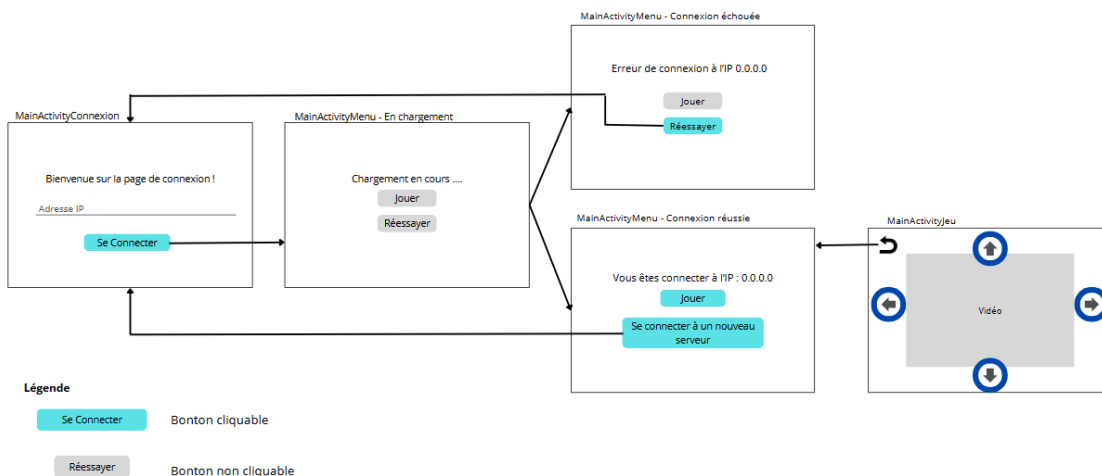 MainActivityMenu - Connexion échouée
Erreur de connexion à l'IP 0.0.0.0
Jouer
Réessayer
MainActivityConnexion
Bienvenue sur la page de connexion !
Adresse IP
Se Connecter
MainActivityMenu - En chargement
Chargement en cours ....
Jouer
Réessayer
MainActivityMenu - Connexion réussie
Vous êtes connecter à l'IP : 0.0.0.0
Jouer
Se connecter à un nouveau
serveur
MainActivityJeu
Vidéo
Légende
Se Connecter
Bonton cliquable
Réessayer
Bonton non cliquable